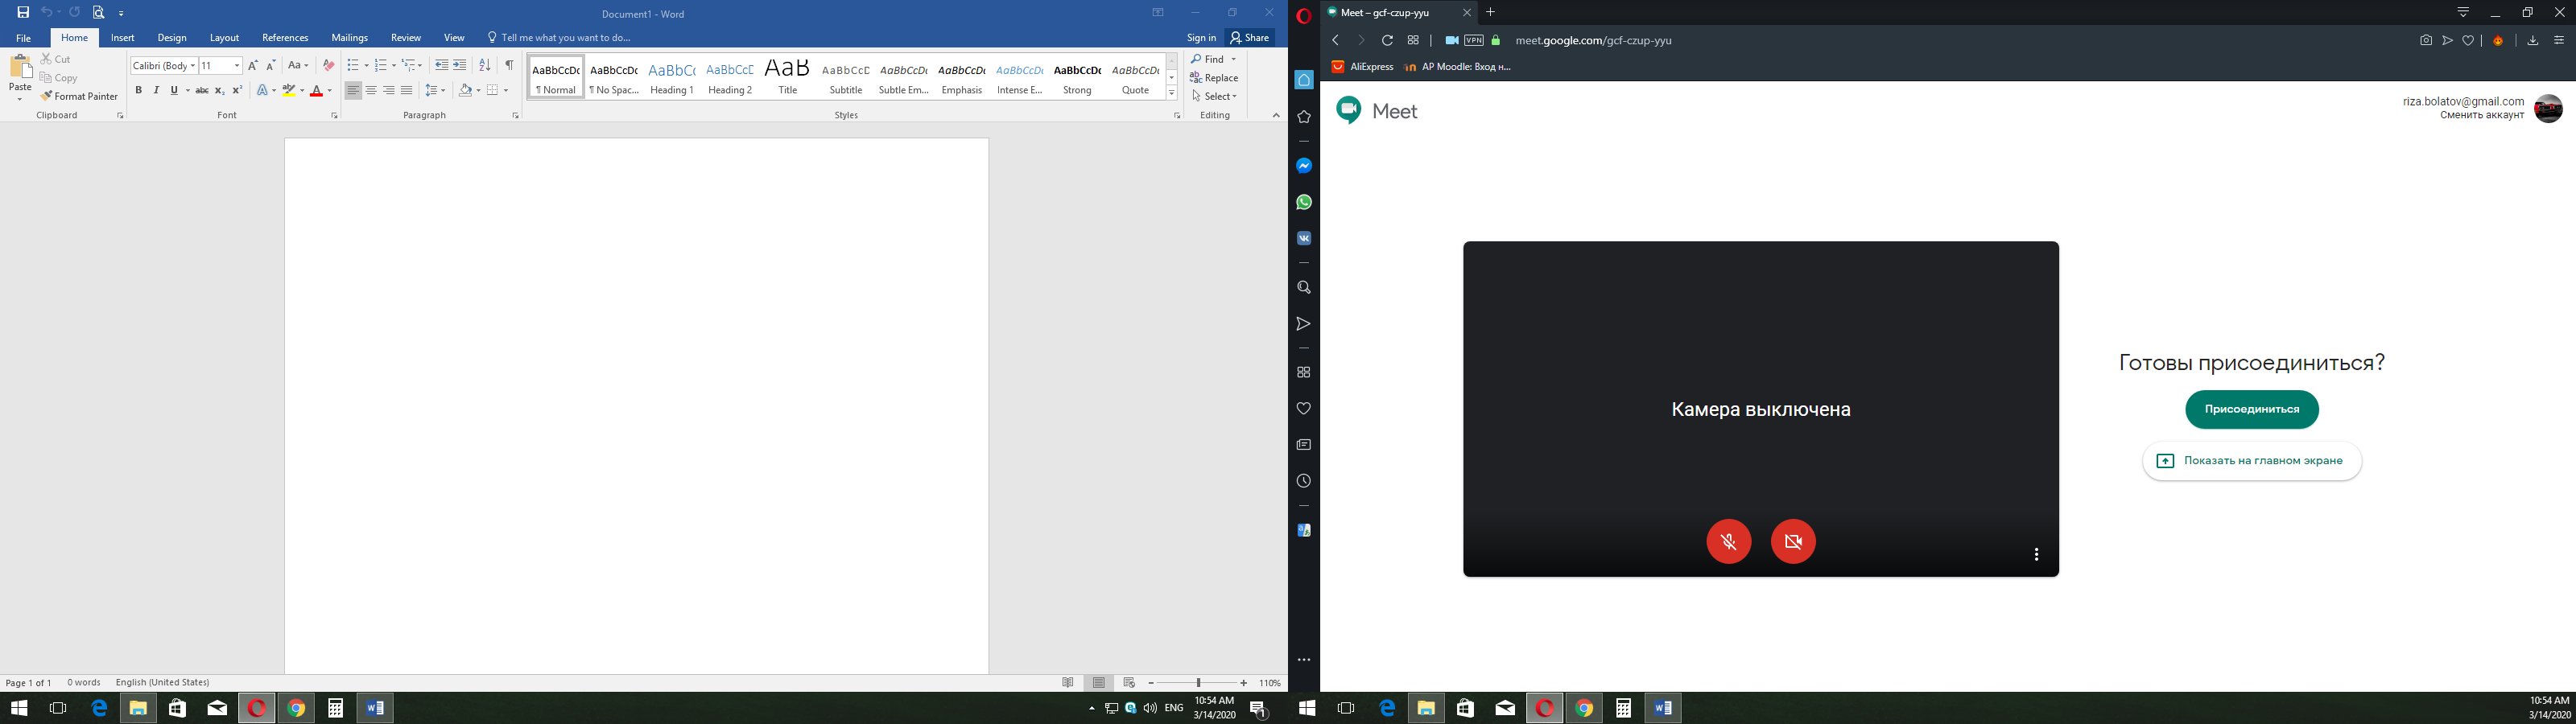 Document1 - Word
File Home Insert Design Layout References Mailings Review View Tell me what you want to do... Sign in Share
Paste
Cut
Copy
Format Painter
Clipboard
Calibri (Body 11
Font
Paragraph
AaBbCcDc AaBbCcDc AaBbCc AaBbCcD AaB AaBbCcD AaBbCcDc AaBbCcDc AaBbCcDc AaBbCcDc AaBbCcDc
¶ Normal ¶ No Spac... Heading 1 Heading 2 Title Subtitle Subtle Em... Emphasis Intense E... Strong Quote
Styles
Find
Replace
Select
Editing
Page 1 of 1 0 words English (United States)
110%
ENG
10:54 AM
3/14/2020
Meet – gcf-czup-yyu
VPN
meet.google.com/gcf-czup-yyu
AliExpress AP Moodle: Вход н...
Meet
riza.bolatov@gmail.com
Сменить аккаунт
Камера выключена
Готовы присоединиться?
Присоединиться
Показать на главном экране
10:54 AM
3/14/2020